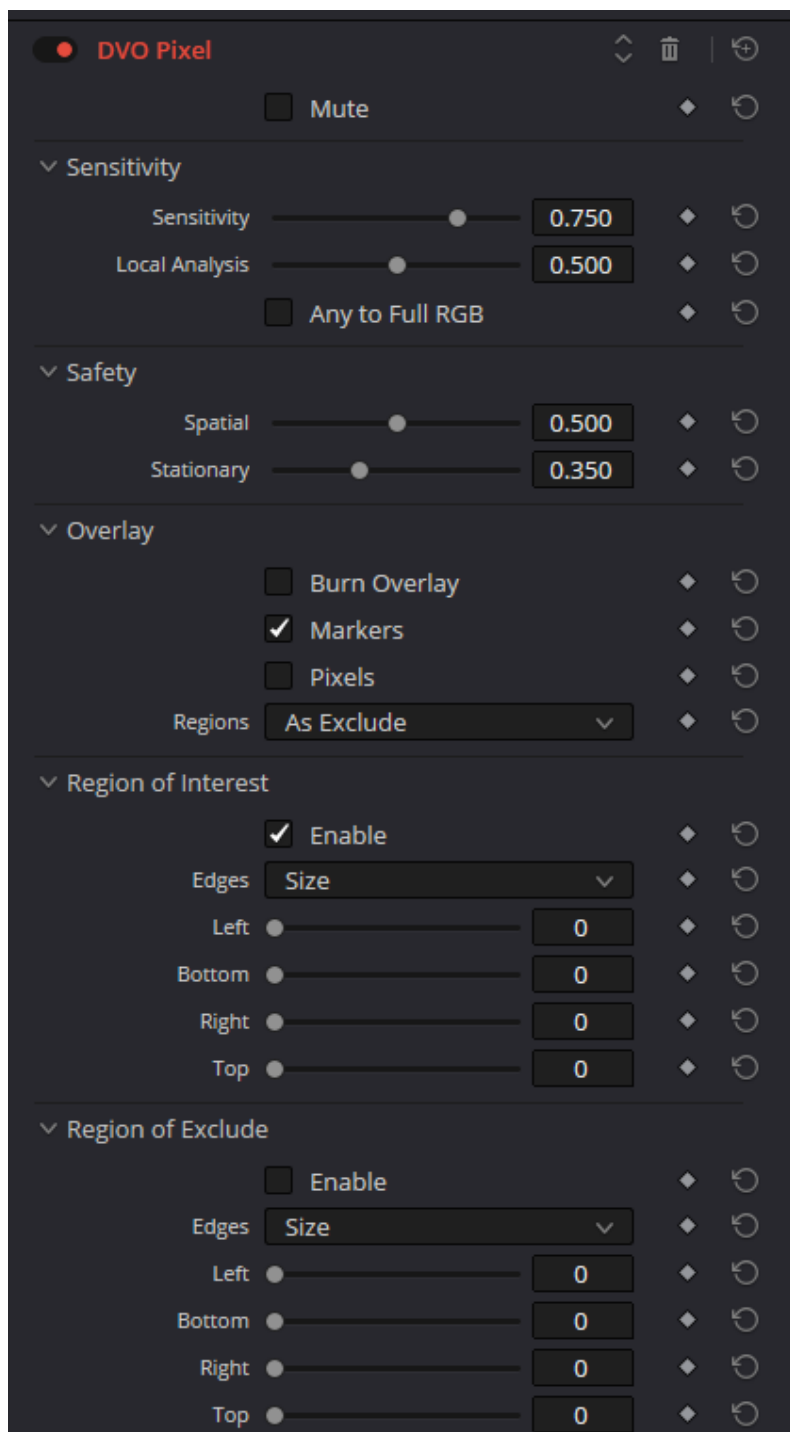 DVO Pixel
Mute
Sensitivity
Sensitivity 0.750
Local Analysis 0.500
Any to Full RGB
Safety
Spatial 0.500
Stationary 0.350
Overlay
Burn Overlay
Markers
Pixels
Regions As Exclude
Region of Interest
Enable
Edges Size
Left 0
Bottom 0
Right 0
Top 0
Region of Exclude
Enable
Edges Size
Left 0
Bottom 0
Right 0
Top 0